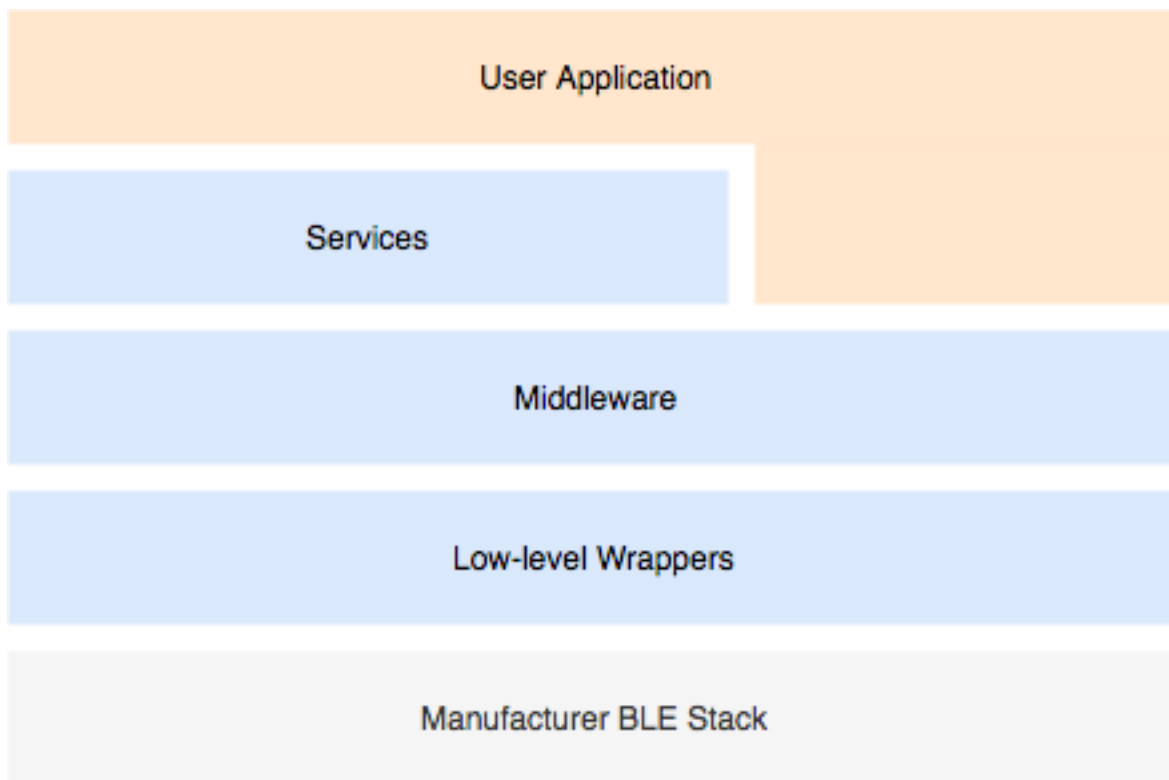 User Application
Services
Middleware
Low-level Wrappers
Manufacturer BLE Stack